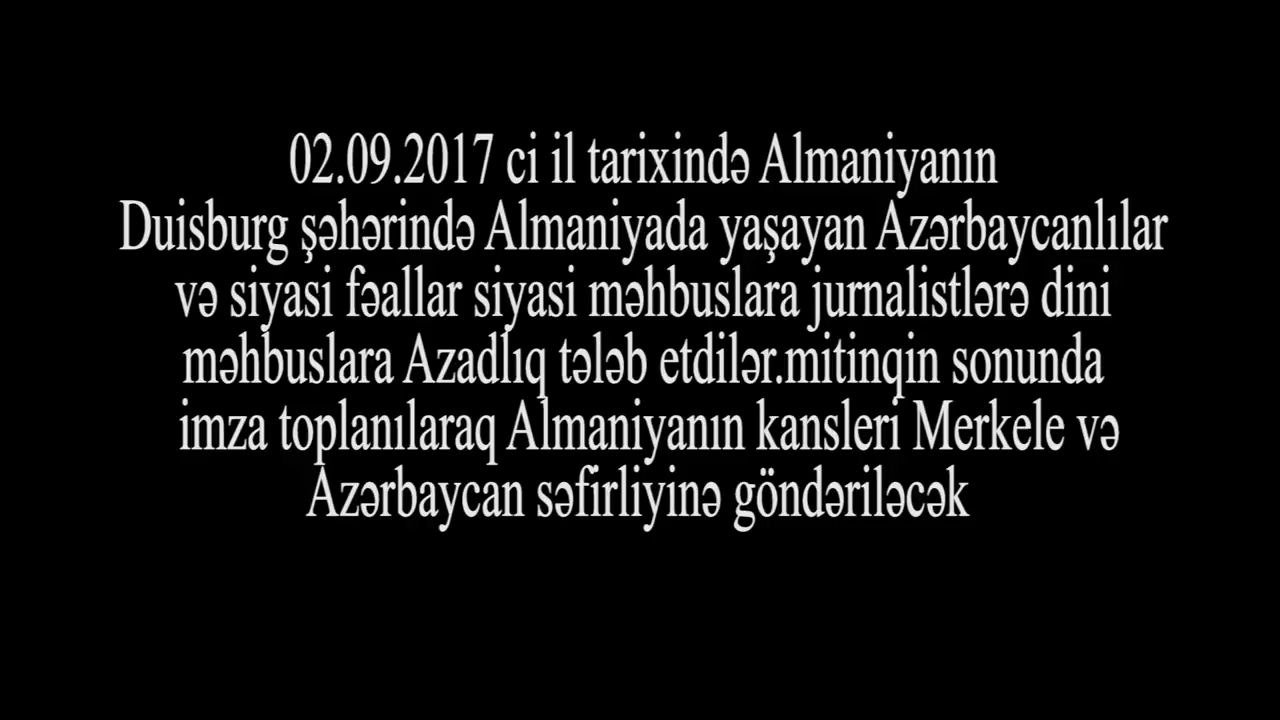 02.09.2017 ci il tarixində Almaniyanın
Duisburg şəhərində Almaniyada yaşayan Azərbaycanlılar
və siyasi fəallar siyasi məhbuslara jurnalistlərə dini
məhbuslara Azadlıq tələb etdilər.mitinqin sonunda
imza toplanılaraq Almaniyanın kansleri Merkele və
Azərbaycan səfirliyinə göndəriləcək